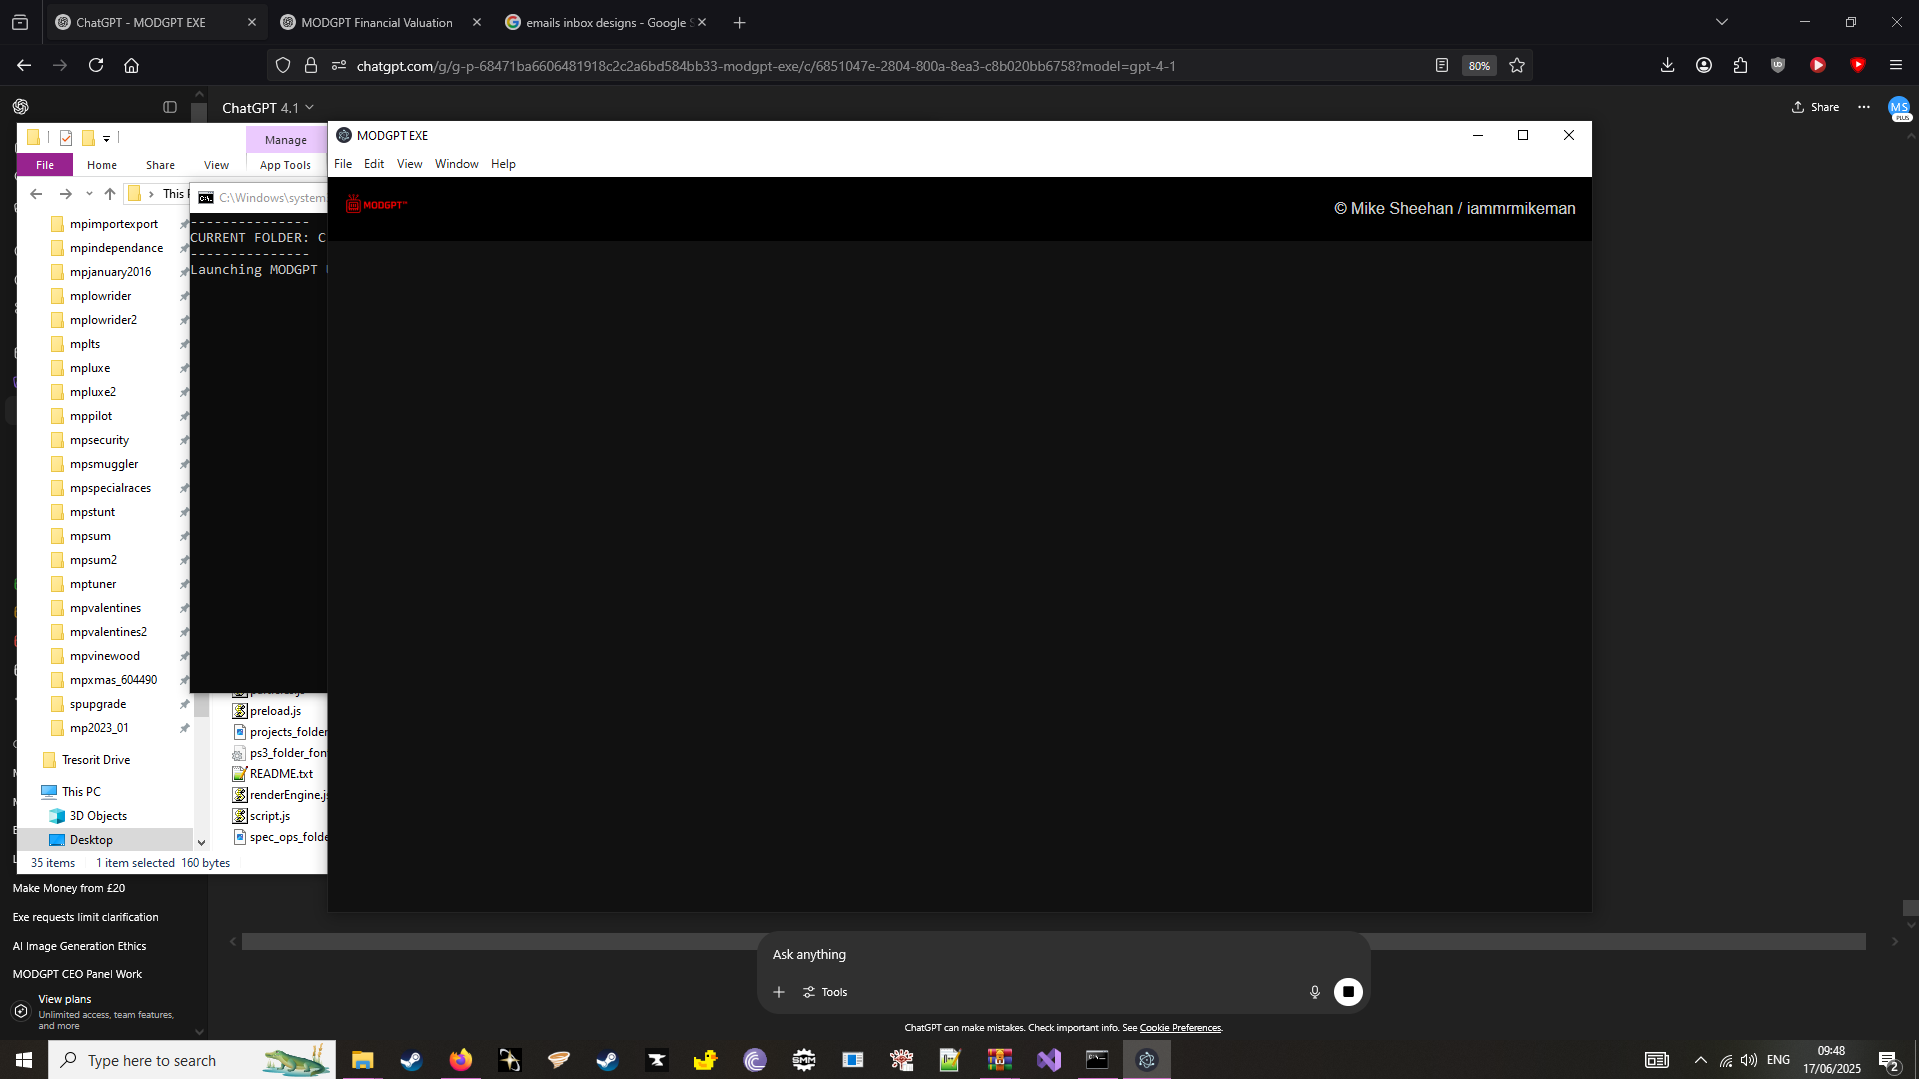 ChatGPT - MODGPT EXE
MODGPT Financial Valuation
emails inbox designs - Google S
chatgpt.com/g/g-p-68471ba6606481918c2c2a6bd584bb33-modgpt-exe/c/6851047e-2804-800a-8ea3-c8b020bb6758?model=gpt-4-1
80%
ChatGPT 4.1
Share
MS
PLUS
Manage
File
Home
Share
View
App Tools
This P
MODGPT EXE
File Edit View Window Help
MODGPT
© Mike Sheehan / iammrmikeman
C:\Windows\system
---------------
CURRENT FOLDER: C
---------------
Launching MODGPT
mpimportexport
mpindependance
mpjanuary2016
mplowrider
mplowrider2
mplts
mpluxe
mpluxe2
mppilot
mpsecurity
mpsmuggler
mpspecialraces
mpstunt
mpsum
mpsum2
mptuner
mpvalentines
mpvalentines2
mpvinewood
mpxmas_604490
spupgrade
mp2023_01
Tresorit Drive
This PC
3D Objects
Desktop
preload.js
projects_folder
ps3_folder_fon
README.txt
renderEngine.js
script.js
spec_ops_folde
35 items 1 item selected 160 bytes
Make Money from £20
Exe requests limit clarification
AI Image Generation Ethics
MODGPT CEO Panel Work
View plans
Unlimited access, team features,
and more
Ask anything
Tools
ChatGPT can make mistakes. Check important info. See Cookie Preferences.
Type here to search
SMM
ENG
09:48
17/06/2025
2